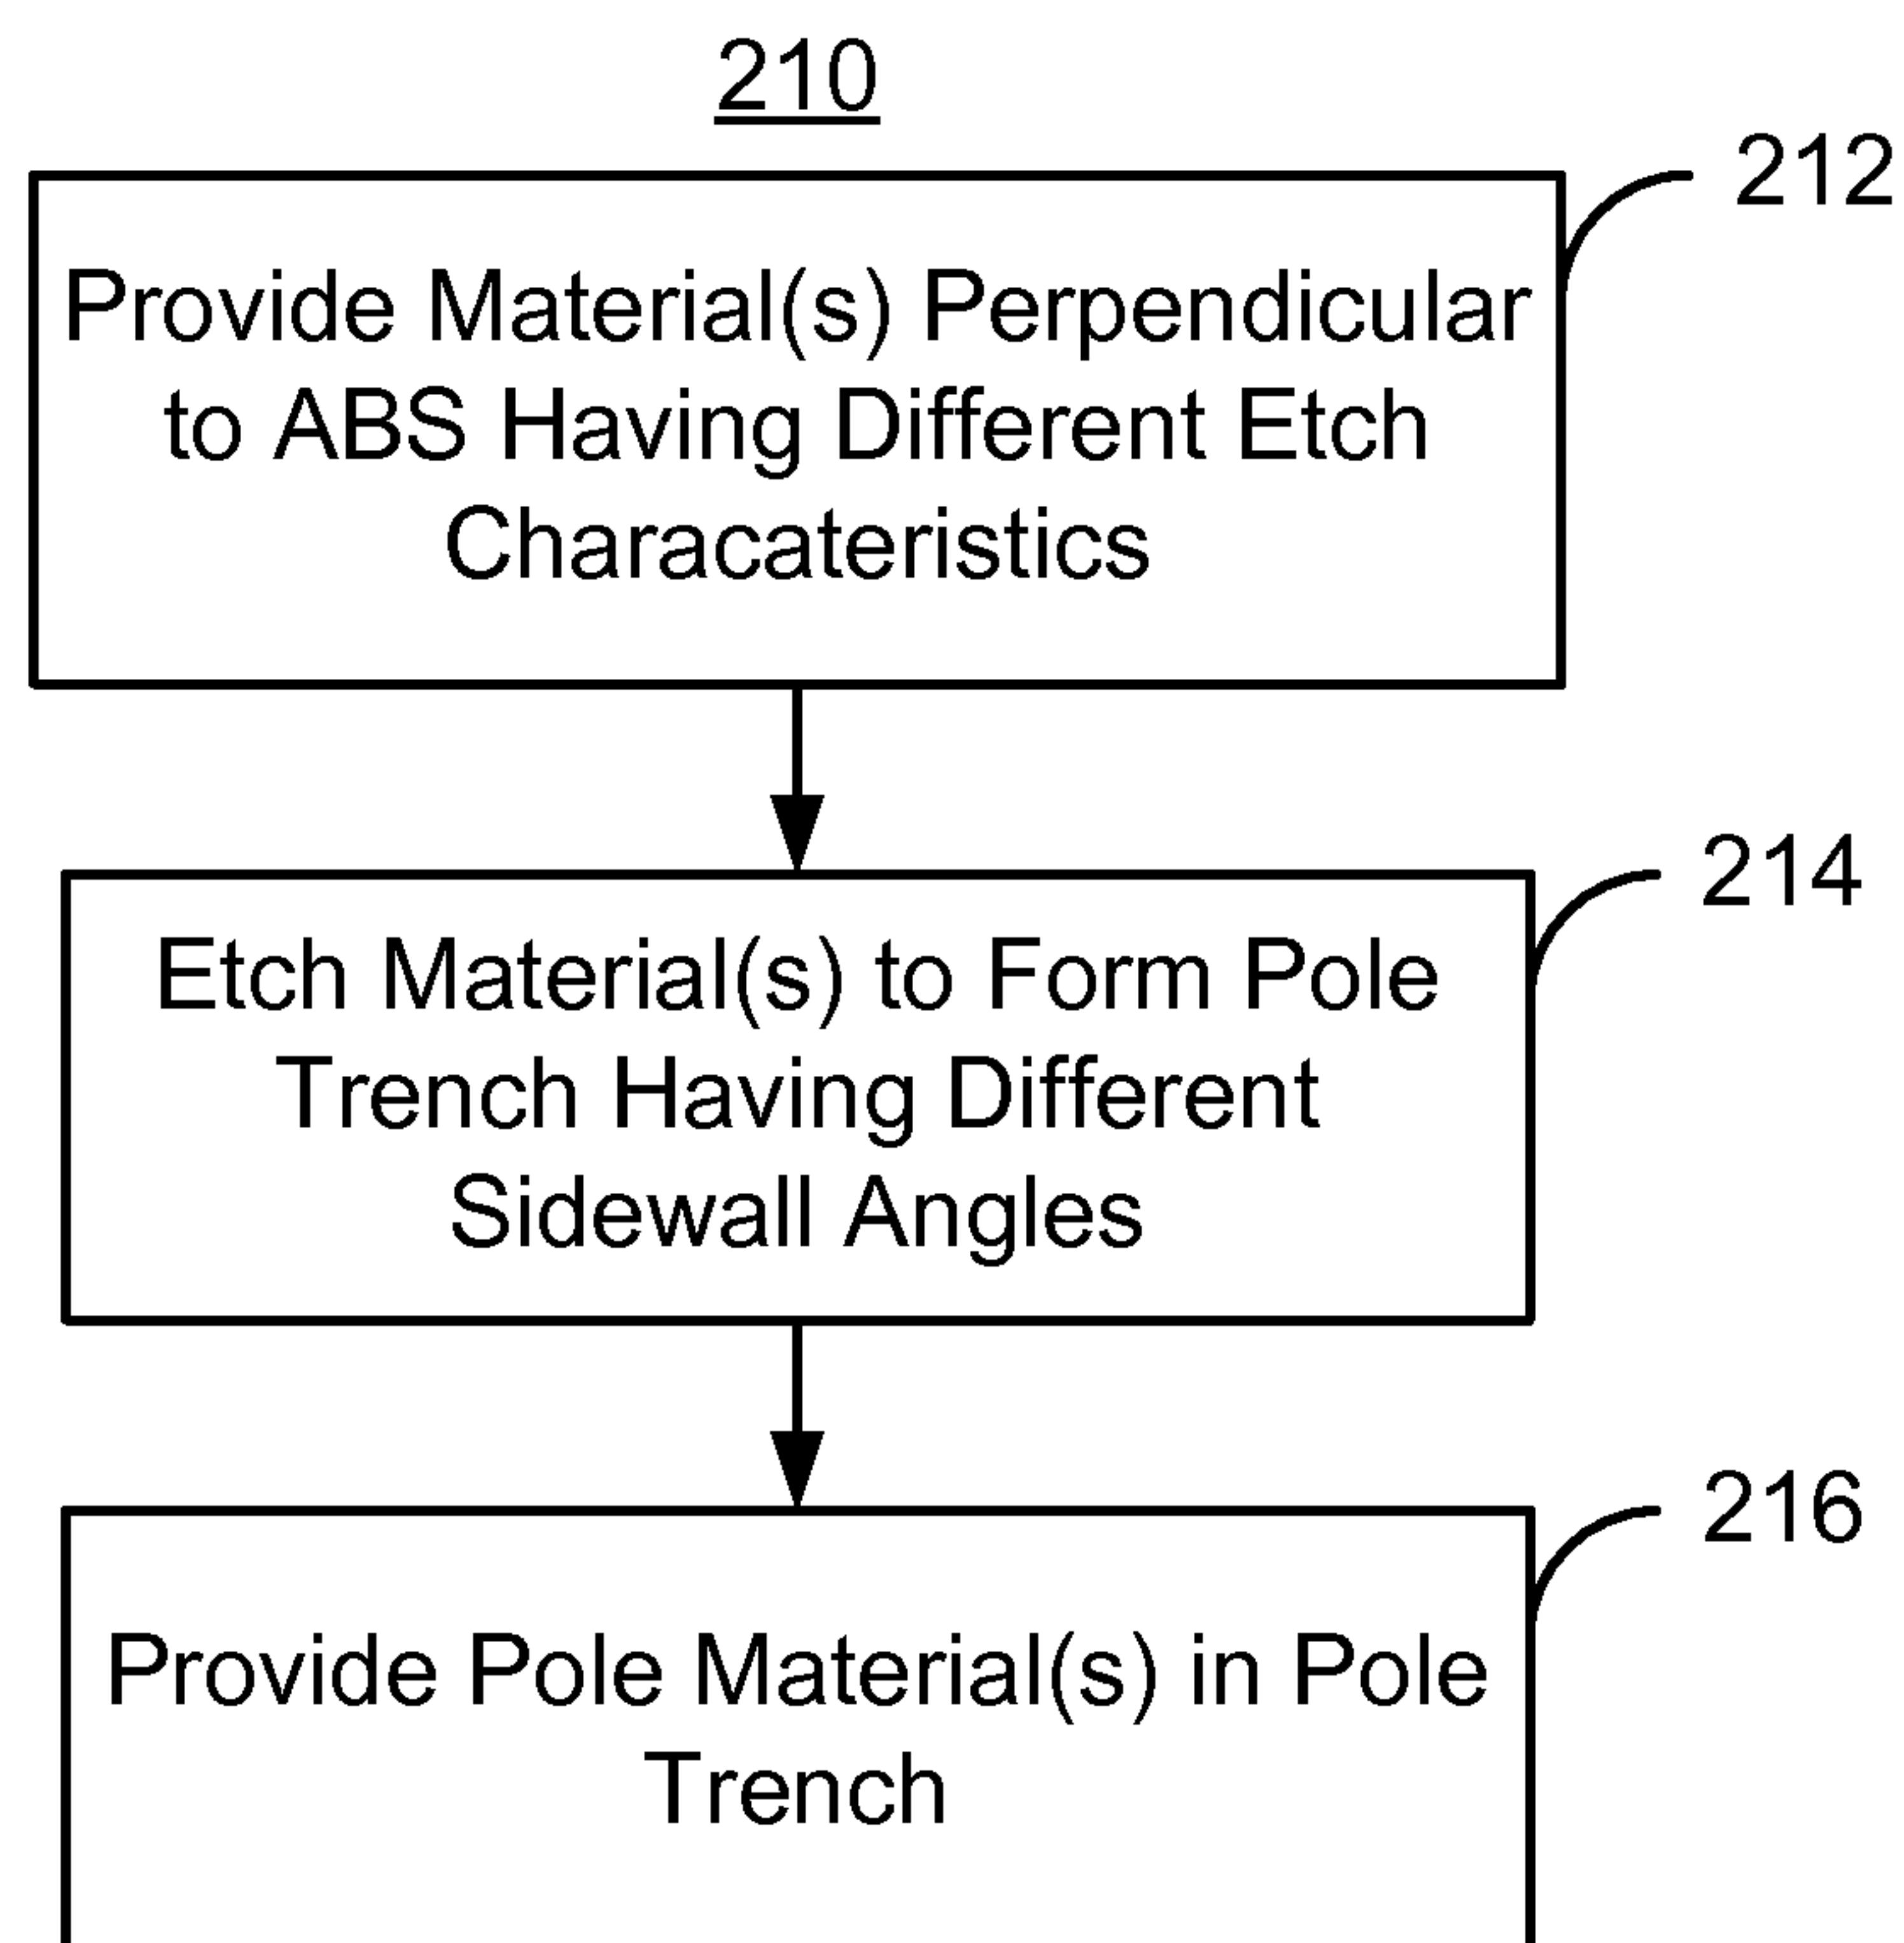 210
212
Provide Material(s) Perpendicular
to ABS Having Different Etch
Characateristics
214
Etch Material(s) to Form Pole
Trench Having Different
Sidewall Angles
216
Provide Pole Material(s) in Pole
Trench